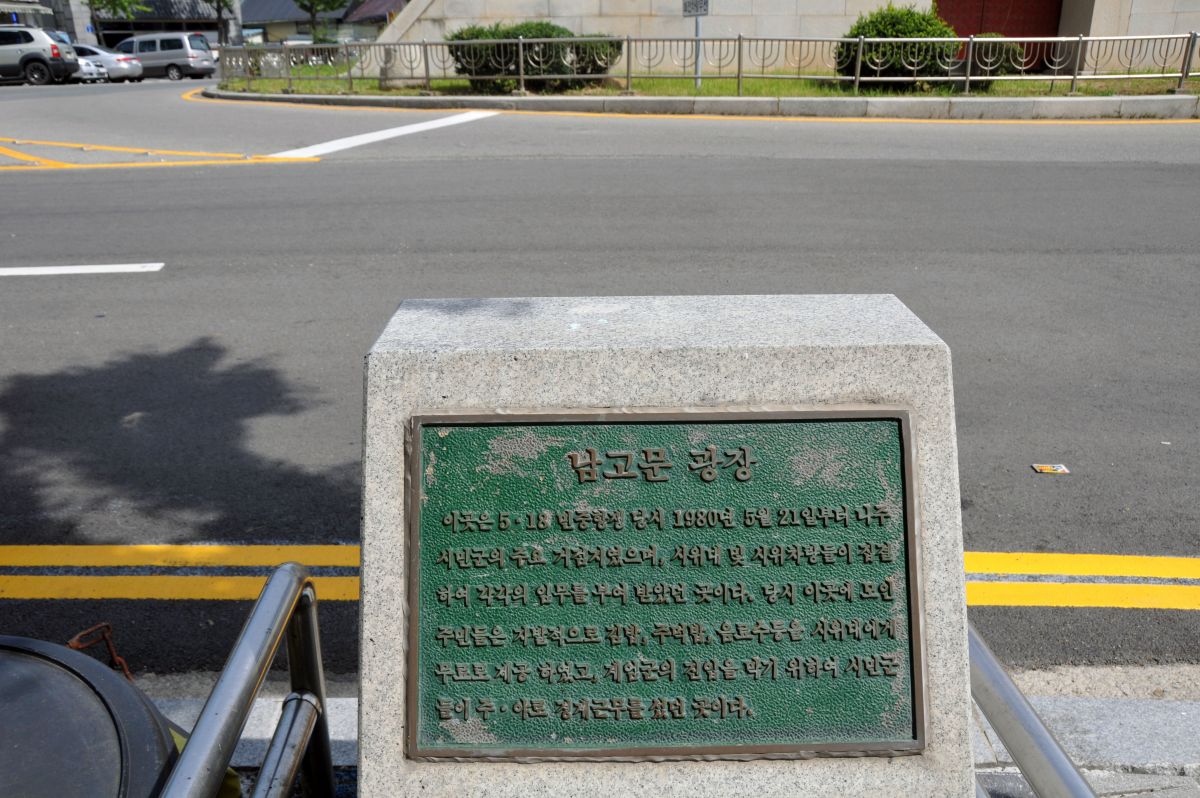 남고문 광장
이곳은 5·18 민중항쟁 당시 1980년 5월 21일부터 나주
시민군의 주요 거점지였으며, 시위대 및 시위차량들이 집결
하여 각각의 임무를 부여 받았던 곳이다. 당시 이곳에 모인
주민들은 자발적으로 김밥, 주먹밥, 음료수등을 시위대에게
무료로 제공 하였고, 계엄군의 진입을 막기 위하여 시민군
들이 주·야로 경계근무를 섰던 곳이다.